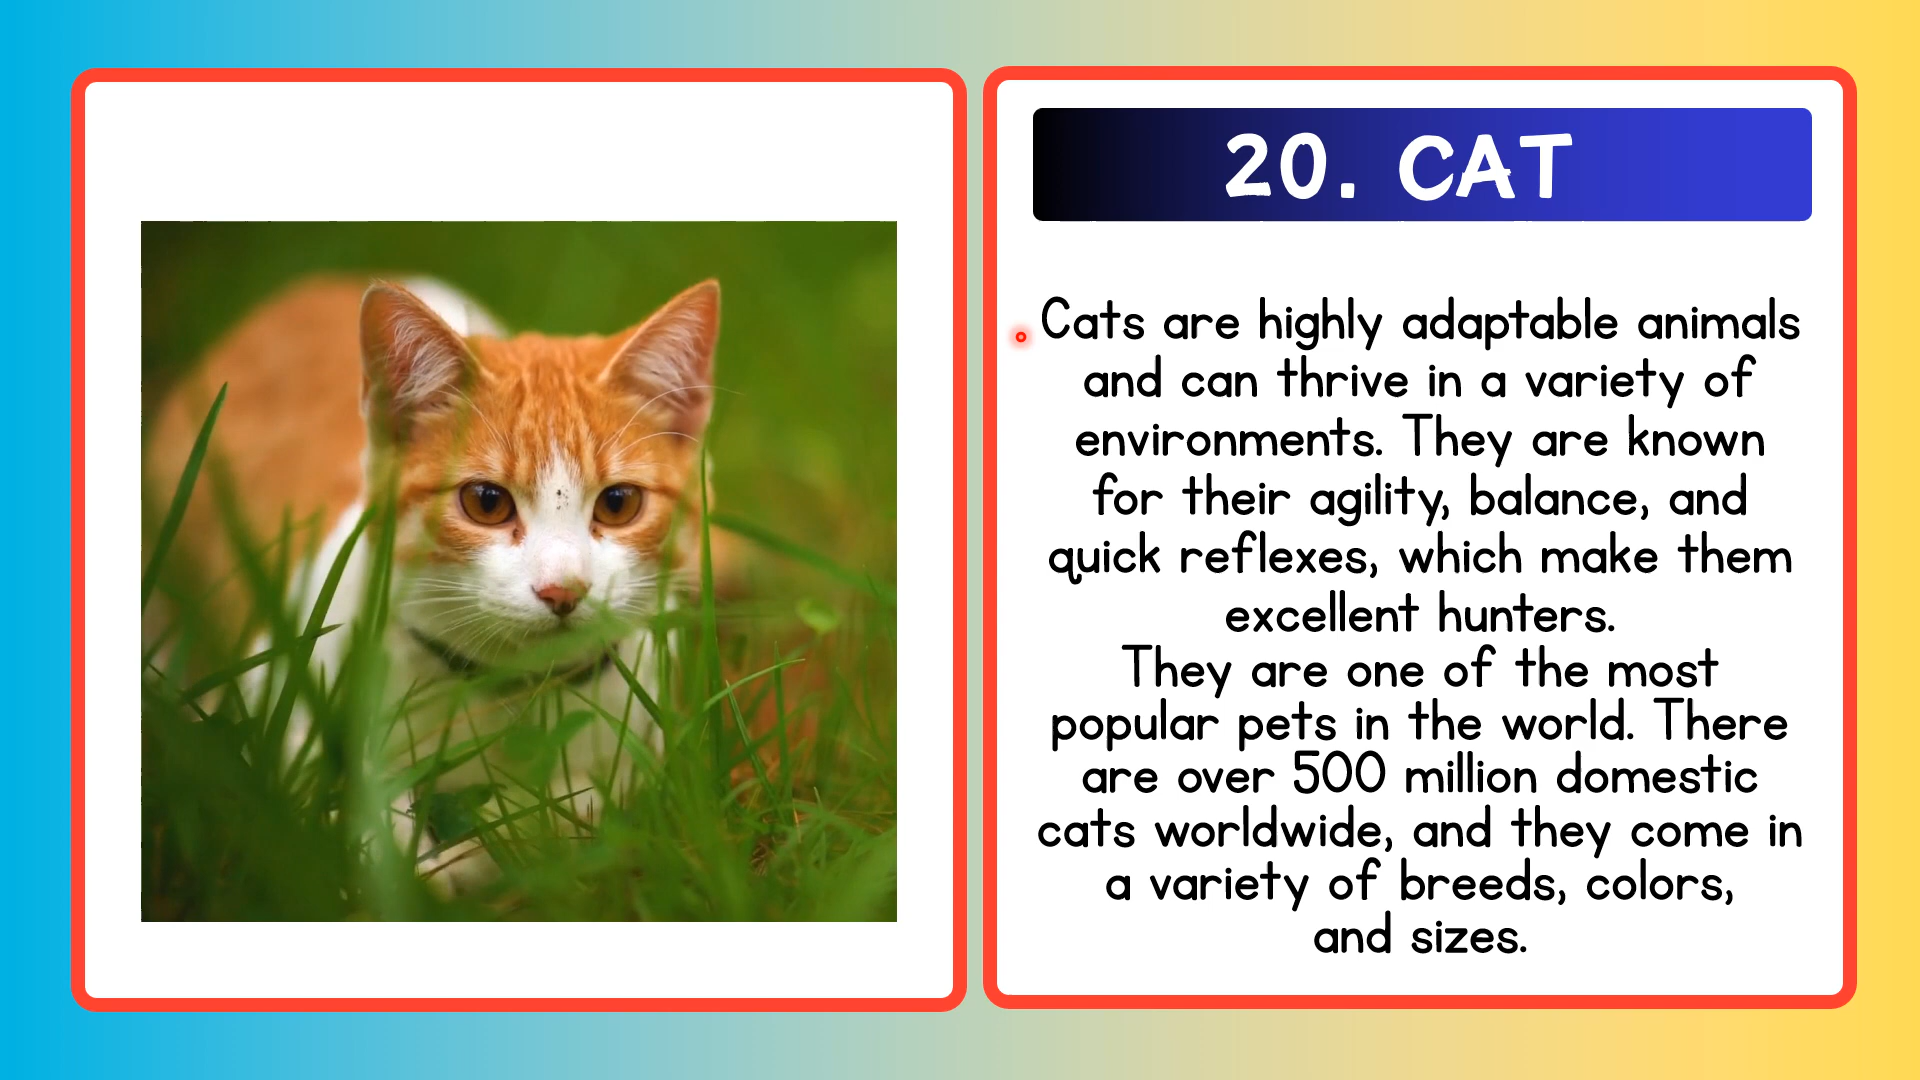 20. CAT
Cats are highly adaptable animals
and can thrive in a variety of
environments. They are known
for their agility, balance, and
quick reflexes, which make them
excellent hunters.
They are one of the most
popular pets in the world. There
are over 500 million domestic
cats worldwide, and they come in
a variety of breeds, colors,
and sizes.